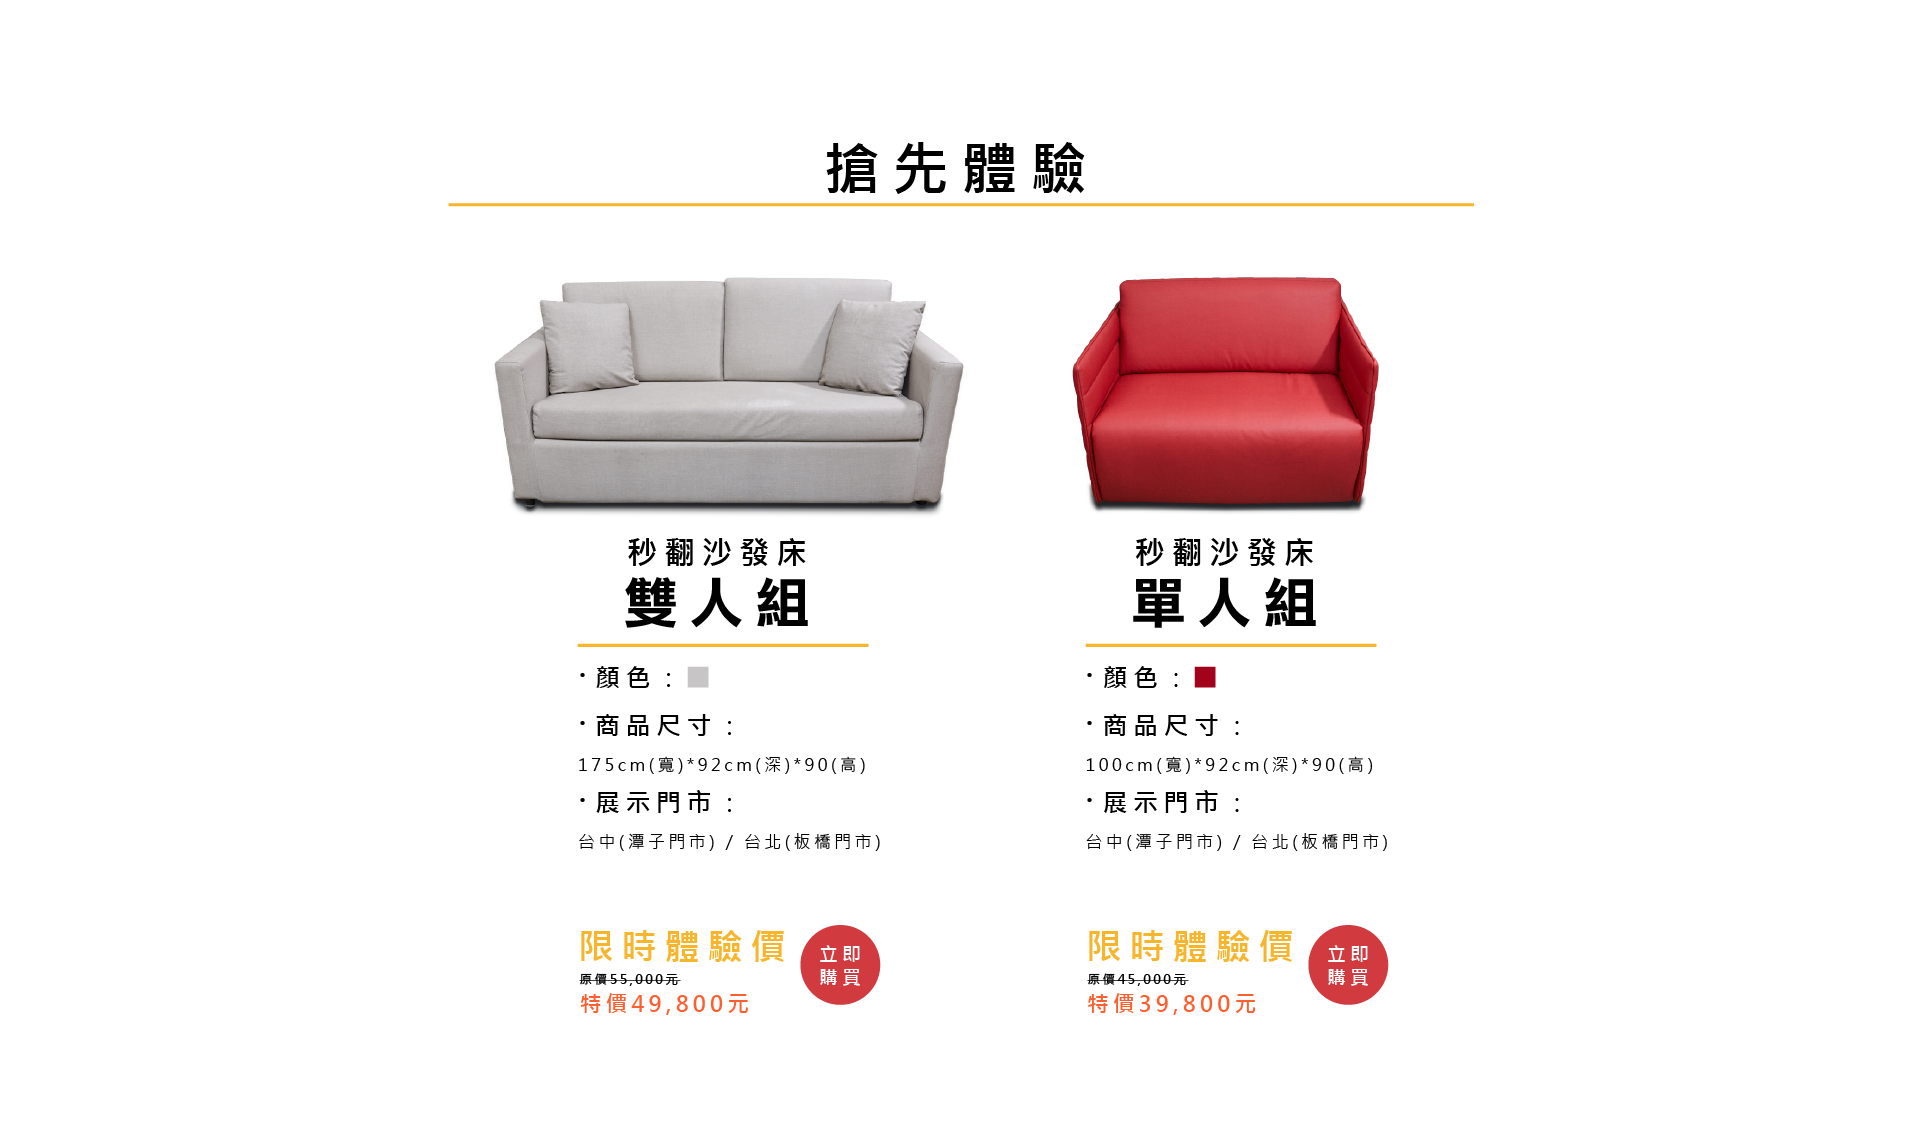 搶先體驗
秒翻沙發床
雙人組
·顏色：
·商品尺寸：
175cm(寬)*92cm(深)*90(高)
·展示門市：
台中(潭子門市) / 台北(板橋門市)
限時體驗價
原價55,000元
特價49,800元
立即
購買
秒翻沙發床
單人組
·顏色：
·商品尺寸：
100cm(寬)*92cm(深)*90(高)
·展示門市：
台中(潭子門市) / 台北(板橋門市)
限時體驗價
原價45,000元
特價39,800元
立即
購買